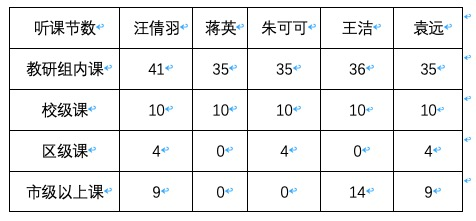 听课节数 汪倩羽 蒋英 朱可可 王洁 袁远
教研组内课 41 35 35 36 35
校级课 10 10 10 10 10
区级课 4 0 4 0 4
市级以上课 9 0 0 14 9